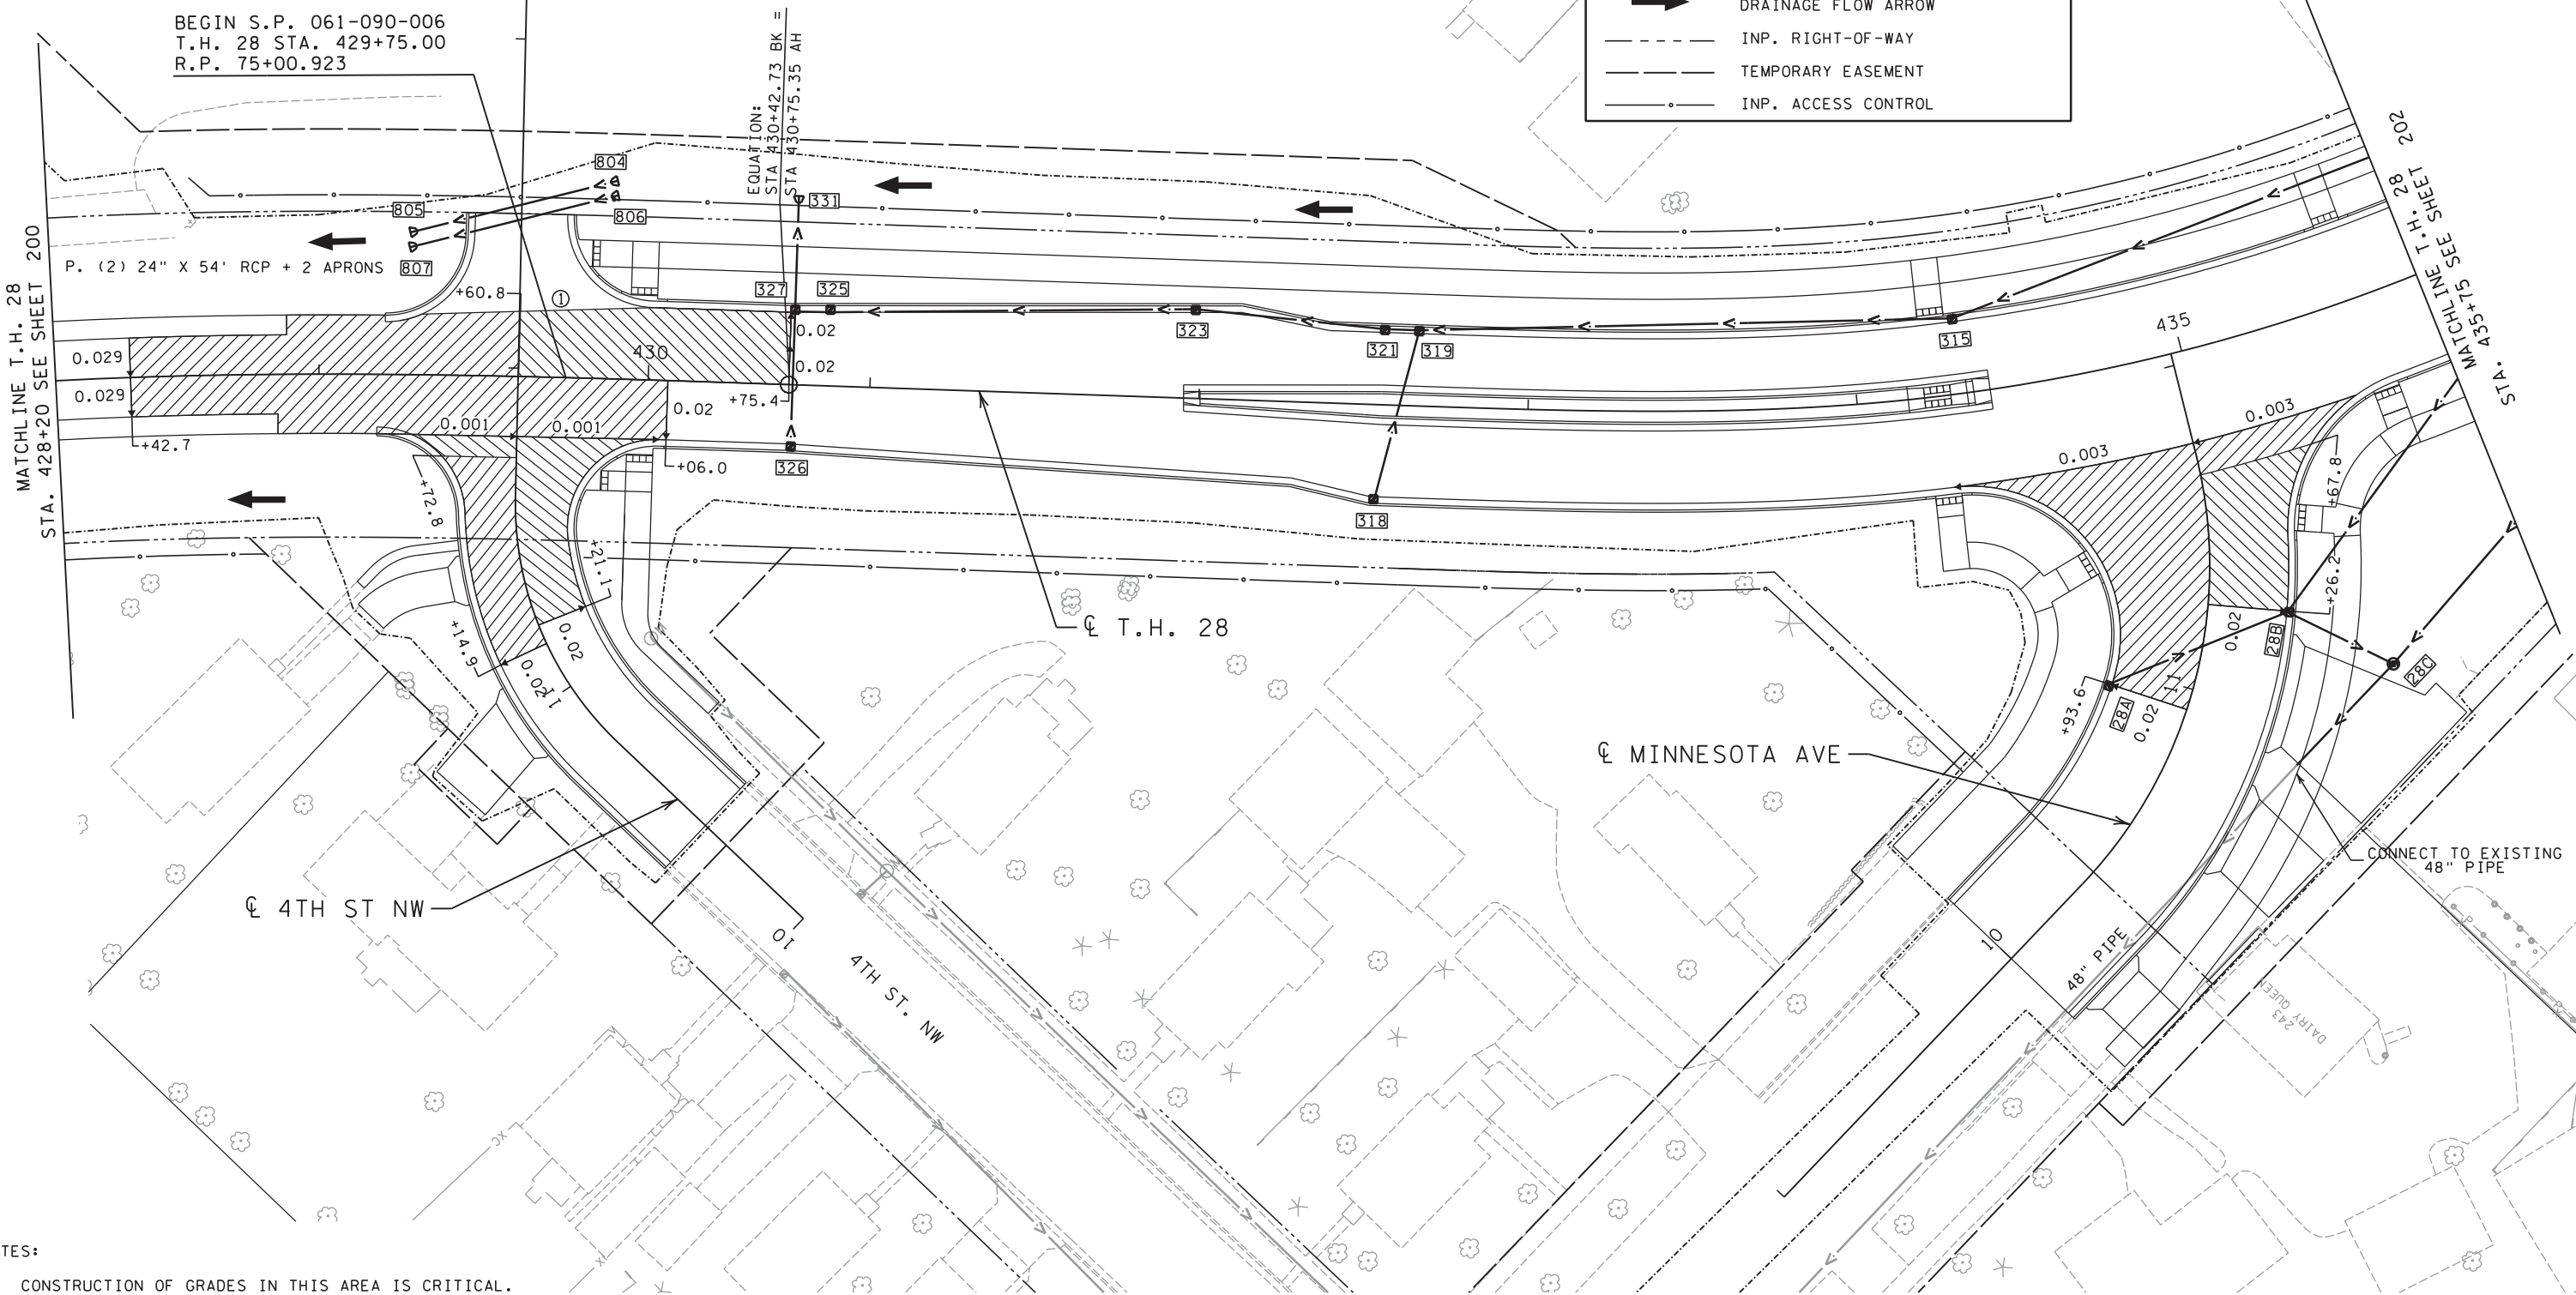 BEGIN S.P. 061-090-006
T.H. 28 STA. 429+75.00
R.P. 75+00.923
EQUATION:
STA 430+42.73 BK =
STA 430+75.35 AH
DRAINAGE FLOW ARROW
INP. RIGHT-OF-WAY
TEMPORARY EASEMENT
INP. ACCESS CONTROL
MATCHLINE T.H. 28
STA. 428+20 SEE SHEET 200
MATCHLINE T.H. 28
STA. 435+75 SEE SHEET 202
804
805
806
807
331
P. (2) 24" X 54' RCP + 2 APRONS
+60.8
1
327
325
323
321
319
315
435
430
0.02
0.02
0.029
0.029
+75.4
0.02
0.001
0.001
+42.7
+06.0
326
318
+72.8
+21.1
+14.9
0.02
0.02
11
0.003
0.003
+67.8
+26.2
0.02
28B
28C
+93.6
28A
0.02
11
℄ T.H. 28
℄ MINNESOTA AVE
℄ 4TH ST NW
CONNECT TO EXISTING
48" PIPE
10
4TH ST. NW
10
48" PIPE
243
DAIRY QUEEN
XC
X
P
P
TES:
CONSTRUCTION OF GRADES IN THIS AREA IS CRITICAL.